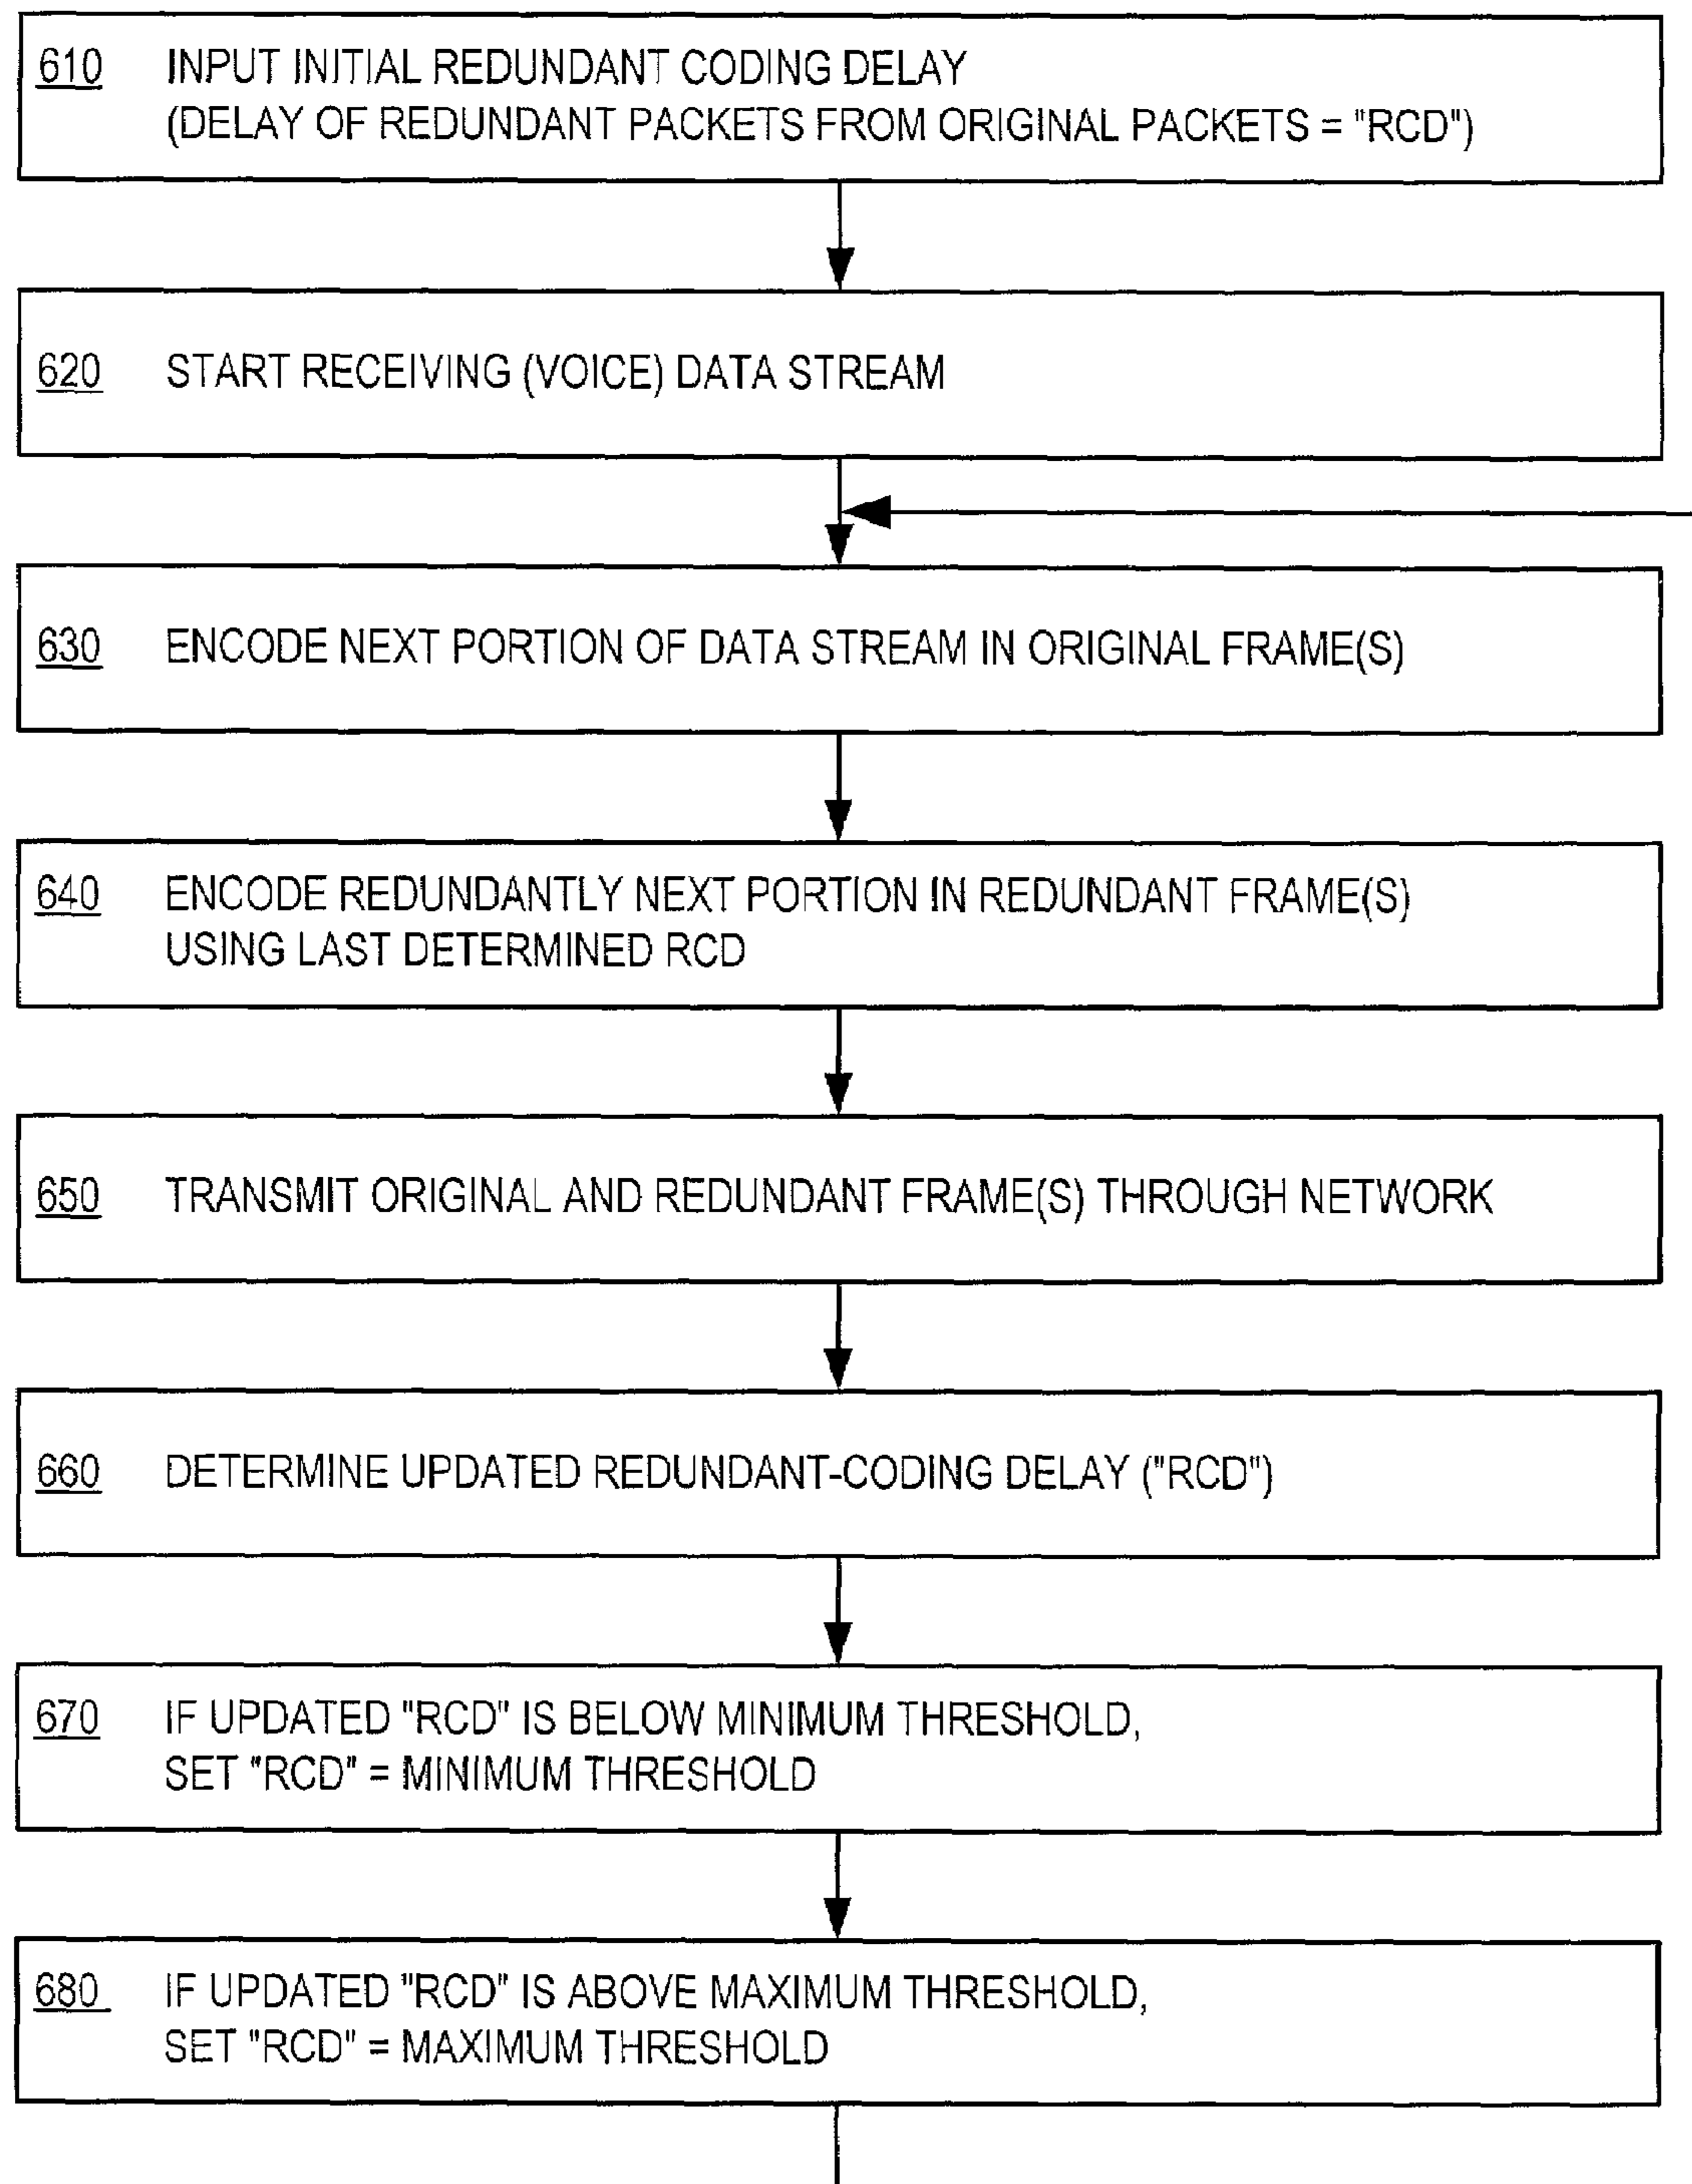 610 INPUT INITIAL REDUNDANT CODING DELAY
(DELAY OF REDUNDANT PACKETS FROM ORIGINAL PACKETS = "RCD")
620 START RECEIVING (VOICE) DATA STREAM
630 ENCODE NEXT PORTION OF DATA STREAM IN ORIGINAL FRAME(S)
640 ENCODE REDUNDANTLY NEXT PORTION IN REDUNDANT FRAME(S)
USING LAST DETERMINED RCD
650 TRANSMIT ORIGINAL AND REDUNDANT FRAME(S) THROUGH NETWORK
660 DETERMINE UPDATED REDUNDANT-CODING DELAY ("RCD")
670 IF UPDATED "RCD" IS BELOW MINIMUM THRESHOLD,
SET "RCD" = MINIMUM THRESHOLD
680 IF UPDATED "RCD" IS ABOVE MAXIMUM THRESHOLD,
SET "RCD" = MAXIMUM THRESHOLD